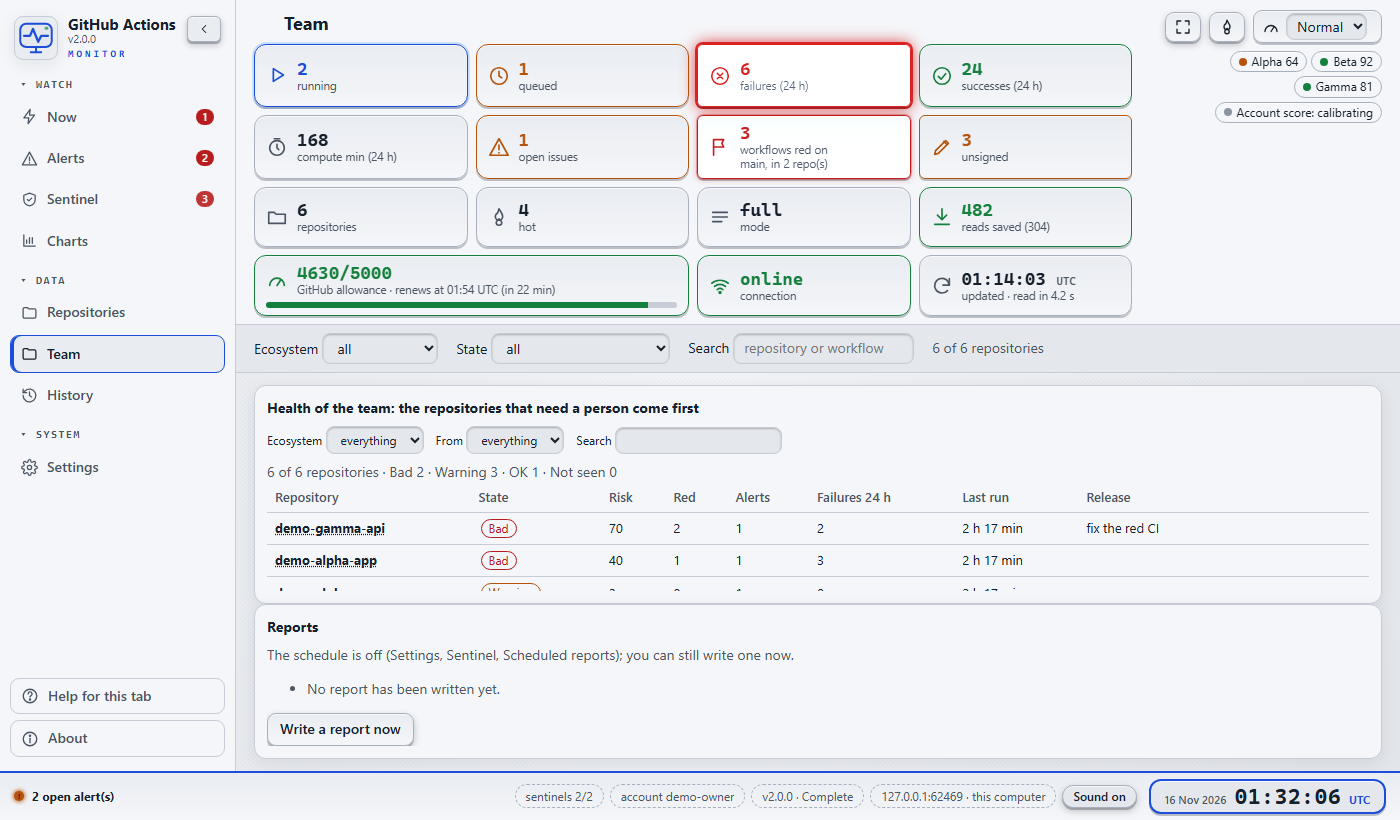 GitHub Actions
v2.0.0
MONITOR
WATCH
Now 1
Alerts 2
Sentinel 3
Charts
DATA
Repositories
Team
History
SYSTEM
Settings
Help for this tab
About
Team
2
running
1
queued
6
failures (24 h)
24
successes (24 h)
168
compute min (24 h)
1
open issues
3
workflows red on
main, in 2 repo(s)
3
unsigned
6
repositories
4
hot
full
mode
482
reads saved (304)
4630/5000
GitHub allowance · renews at 01:54 UTC (in 22 min)
online
connection
01:14:03 UTC
updated · read in 4.2 s
Normal
Alpha 64
Beta 92
Gamma 81
Account score: calibrating
Ecosystem all State all Search repository or workflow 6 of 6 repositories
Health of the team: the repositories that need a person come first
Ecosystem everything From everything Search
6 of 6 repositories · Bad 2 · Warning 3 · OK 1 · Not seen 0
Repository State Risk Red Alerts Failures 24 h Last run Release
demo-gamma-api Bad 70 2 1 2 2 h 17 min fix the red CI
demo-alpha-app Bad 40 1 1 3 2 h 17 min
Reports
The schedule is off (Settings, Sentinel, Scheduled reports); you can still write one now.
No report has been written yet.
Write a report now
2 open alert(s)
sentinels 2/2
account demo-owner
v2.0.0 · Complete
127.0.0.1:62469 · this computer
Sound on
16 Nov 2026 01:32:06 UTC